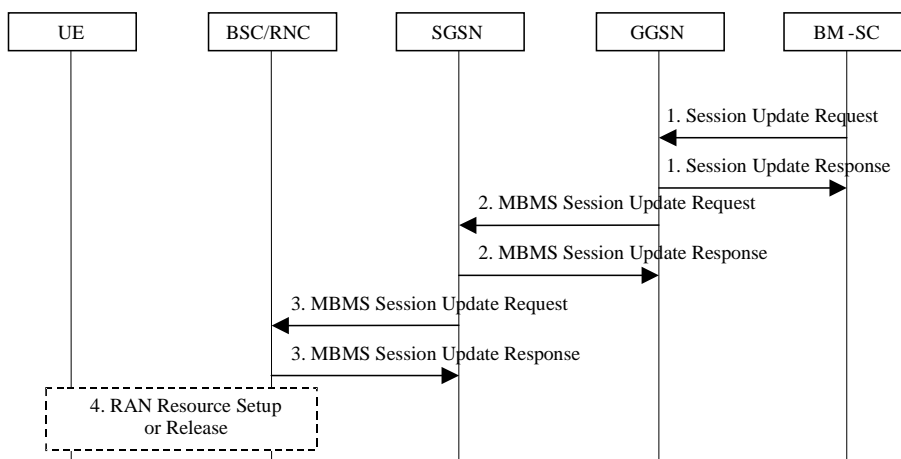 UE
BSC/RNC
SGSN
GGSN
BM-SC
1. Session Update Request
1. Session Update Response
2. MBMS Session Update Request
2. MBMS Session Update Response
3. MBMS Session Update Request
3. MBMS Session Update Response
4. RAN Resource Setup
or Release